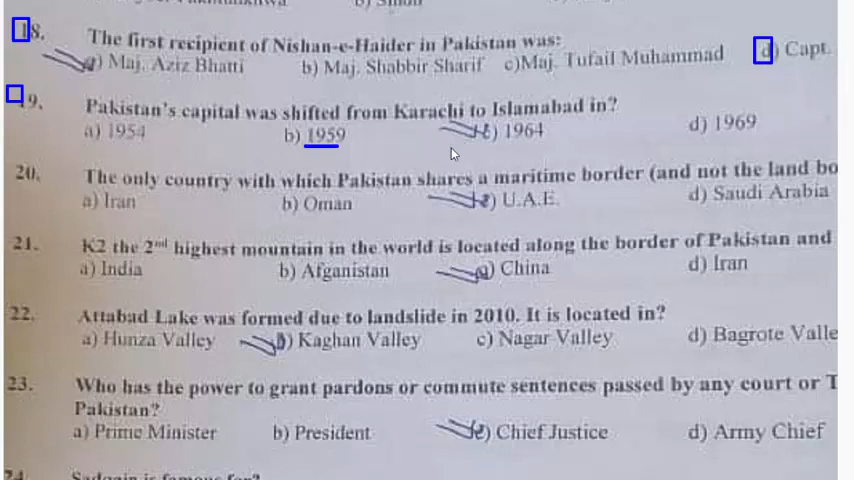 b) Sindh
18. The first recipient of Nishan-e-Haider in Pakistan was:
a) Maj. Aziz Bhatti b) Maj. Shabbir Sharif c)Maj. Tufail Muhammad d) Capt.
19. Pakistan's capital was shifted from Karachi to Islamabad in?
a) 1954 b) 1959 c) 1964 d) 1969
20. The only country with which Pakistan shares a maritime border (and not the land bo
a) Iran b) Oman c) U.A.E. d) Saudi Arabia
21. K2 the 2nd highest mountain in the world is located along the border of Pakistan and
a) India b) Afganistan c) China d) Iran
22. Attabad Lake was formed due to landslide in 2010. It is located in?
a) Hunza Valley b) Kaghan Valley c) Nagar Valley d) Bagrote Valle
23. Who has the power to grant pardons or commute sentences passed by any court or T
Pakistan?
a) Prime Minister b) President c) Chief Justice d) Army Chief
24. Sadqain is famous for?